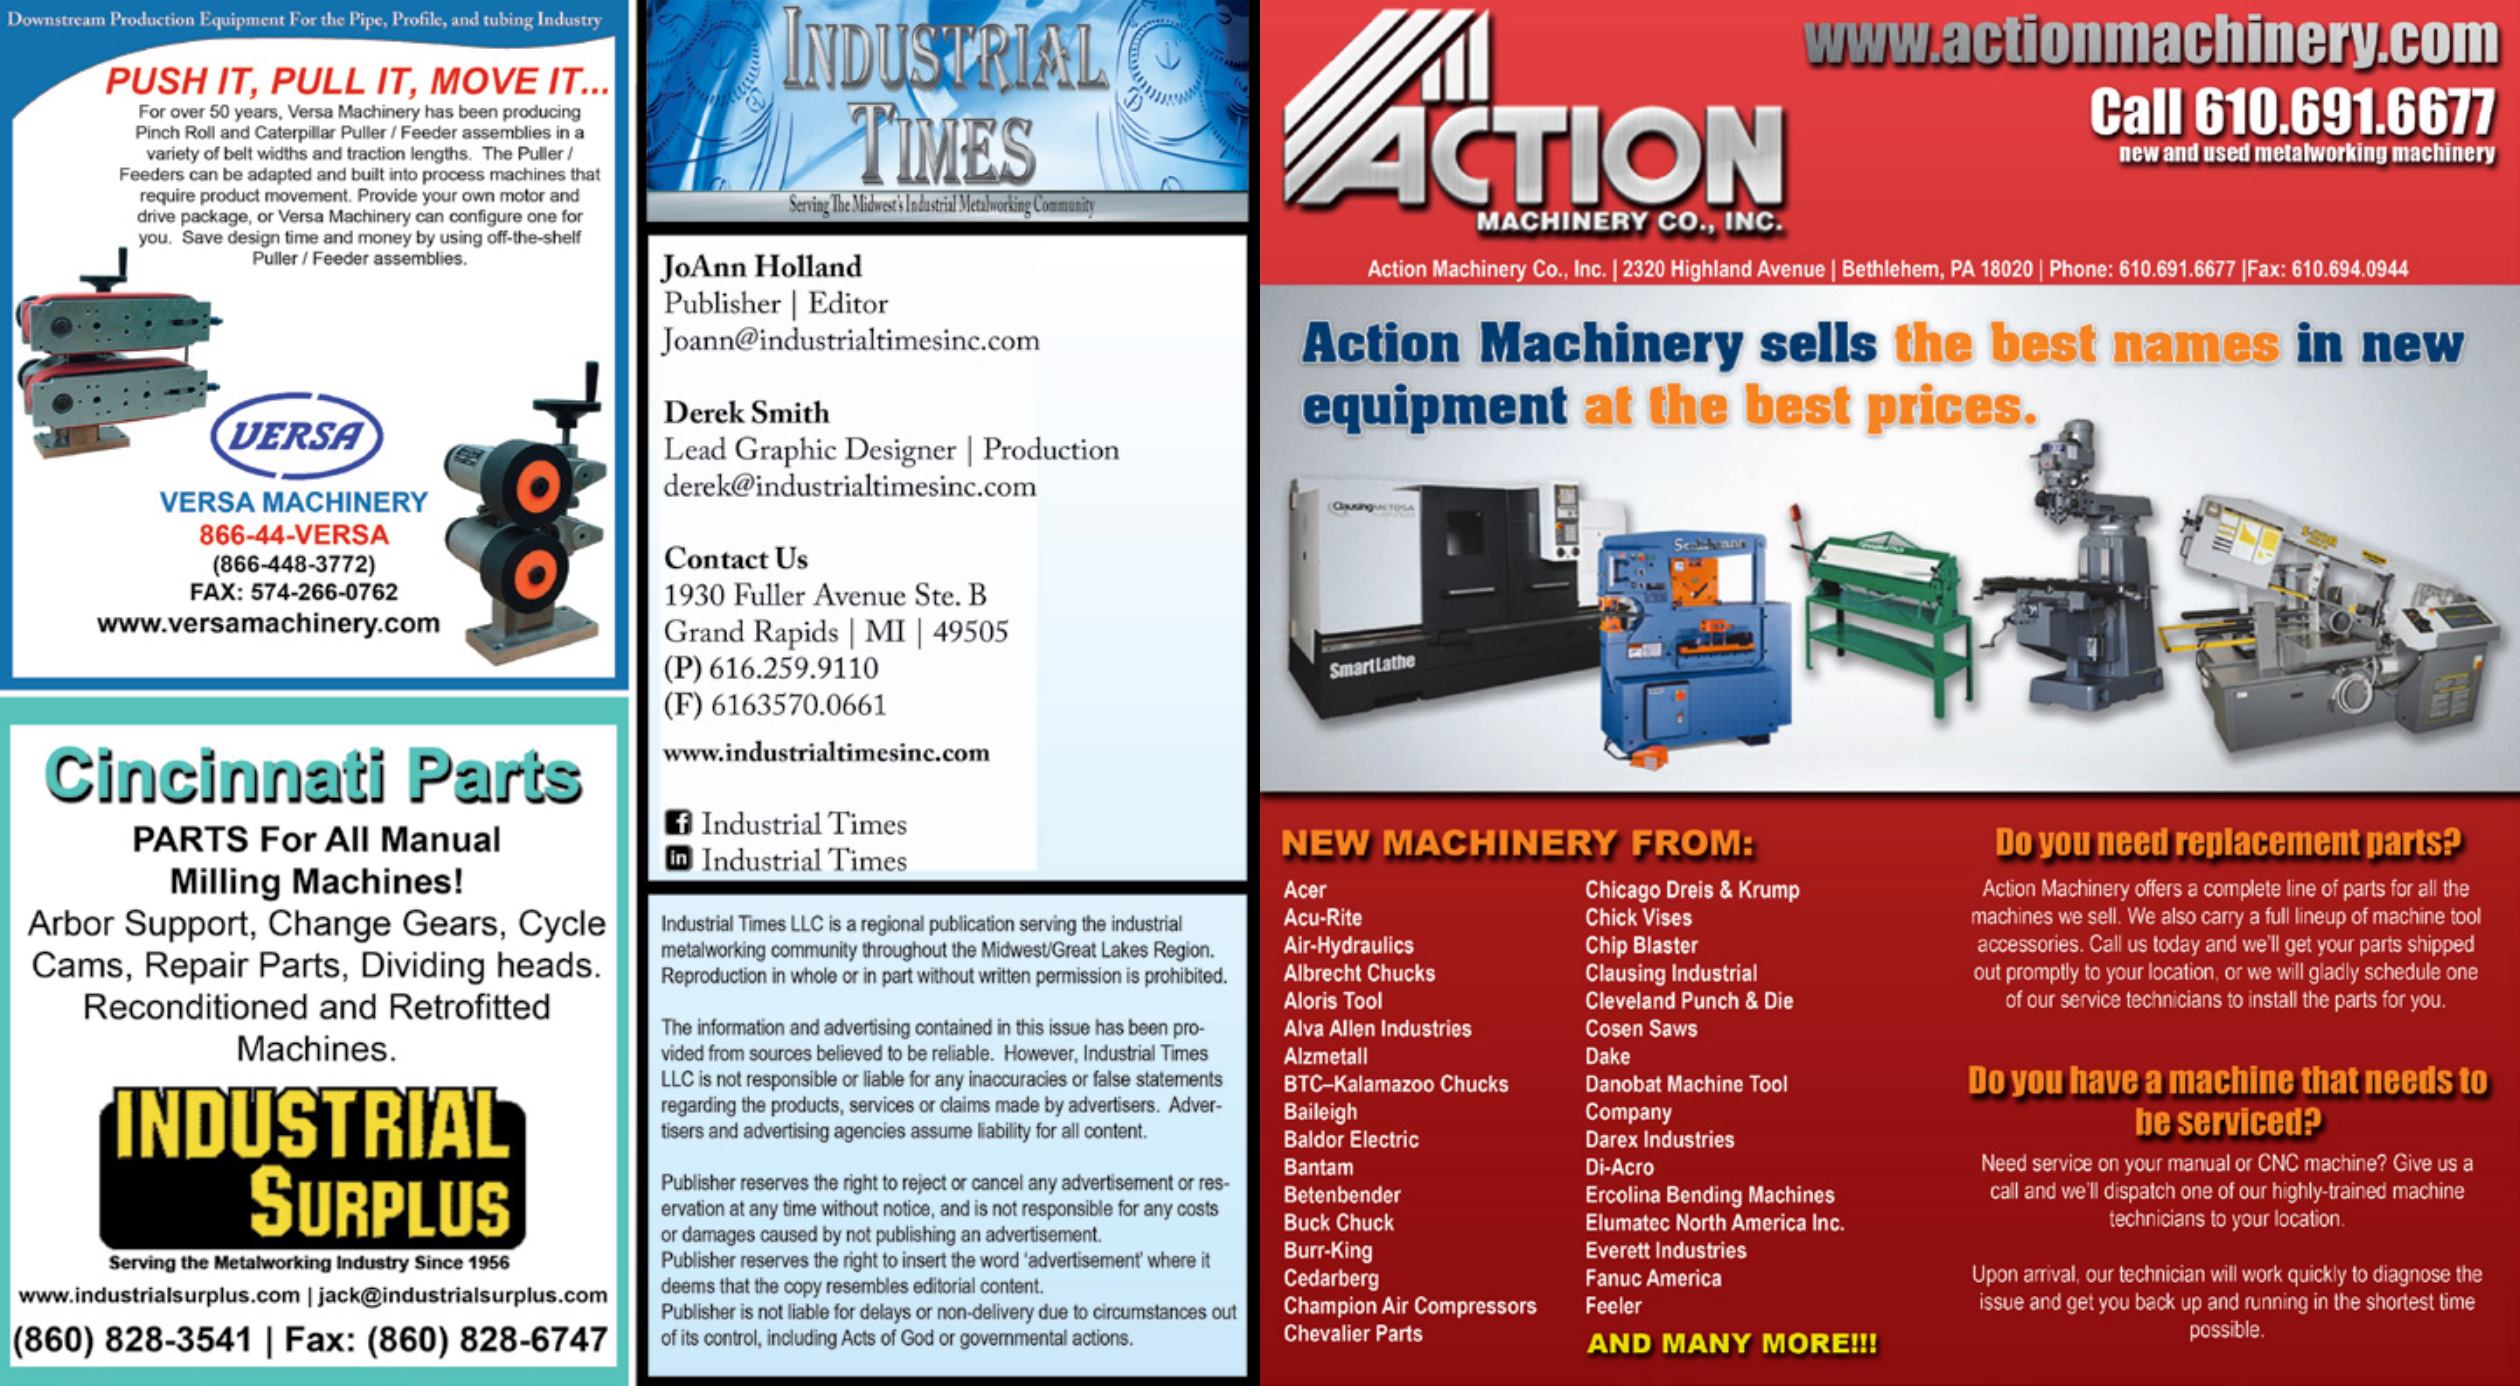 Downstream Production Equipment For the Pipe, Profile, and tubing Industry
PUSH IT, PULL IT, MOVE IT...
For over 50 years, Versa Machinery has been producing
Pinch Roll and Caterpillar Puller / Feeder assemblies in a
variety of belt widths and traction lengths. The Puller /
Feeders can be adapted and built into process machines that
require product movement. Provide your own motor and
drive package, or Versa Machinery can configure one for
you. Save design time and money by using off-the-shelf
Puller / Feeder assemblies.
VERSA
VERSA MACHINERY
866-44-VERSA
(866-448-3772)
FAX: 574-266-0762
www.versamachinery.com
Cincinnati Parts
PARTS For All Manual
Milling Machines!
Arbor Support, Change Gears, Cycle
Cams, Repair Parts, Dividing heads.
Reconditioned and Retrofitted
Machines.
INDUSTRIAL
SURPLUS
Serving the Metalworking Industry Since 1956
www.industrialsurplus.com | jack@industrialsurplus.com
(860) 828-3541 | Fax: (860) 828-6747
INDUSTRIAL
TIMES
Serving The Midwest's Industrial Metalworking Community
JoAnn Holland
Publisher | Editor
Joann@industrialtimesinc.com
Derek Smith
Lead Graphic Designer | Production
derek@industrialtimesinc.com
Contact Us
1930 Fuller Avenue Ste. B
Grand Rapids | MI | 49505
(P) 616.259.9110
(F) 6163570.0661
www.industrialtimesinc.com
f Industrial Times
in Industrial Times
Industrial Times LLC is a regional publication serving the industrial
metalworking community throughout the Midwest/Great Lakes Region.
Reproduction in whole or in part without written permission is prohibited.
The information and advertising contained in this issue has been pro-
vided from sources believed to be reliable. However, Industrial Times
LLC is not responsible or liable for any inaccuracies or false statements
regarding the products, services or claims made by advertisers. Adver-
tisers and advertising agencies assume liability for all content.
Publisher reserves the right to reject or cancel any advertisement or res-
ervation at any time without notice, and is not responsible for any costs
or damages caused by not publishing an advertisement.
Publisher reserves the right to insert the word 'advertisement' where it
deems that the copy resembles editorial content.
Publisher is not liable for delays or non-delivery due to circumstances out
of its control, including Acts of God or governmental actions.
ACTION
MACHINERY CO., INC.
www.actionmachinery.com
Call 610.691.6677
new and used metalworking machinery
Action Machinery Co., Inc. | 2320 Highland Avenue | Bethlehem, PA 18020 | Phone: 610.691.6677 |Fax: 610.694.0944
Action Machinery sells the best names in new
equipment at the best prices.
Clausing METOSA
SmartLathe
Scotchman
NEW MACHINERY FROM:
Acer
Acu-Rite
Air-Hydraulics
Albrecht Chucks
Aloris Tool
Alva Allen Industries
Alzmetall
BTC–Kalamazoo Chucks
Baileigh
Baldor Electric
Bantam
Betenbender
Buck Chuck
Burr-King
Cedarberg
Champion Air Compressors
Chevalier Parts
Chicago Dreis & Krump
Chick Vises
Chip Blaster
Clausing Industrial
Cleveland Punch & Die
Cosen Saws
Dake
Danobat Machine Tool
Company
Darex Industries
Di-Acro
Ercolina Bending Machines
Elumatec North America Inc.
Everett Industries
Fanuc America
Feeler
AND MANY MORE!!!
Do you need replacement parts?
Action Machinery offers a complete line of parts for all the
machines we sell. We also carry a full lineup of machine tool
accessories. Call us today and we'll get your parts shipped
out promptly to your location, or we will gladly schedule one
of our service technicians to install the parts for you.
Do you have a machine that needs to
be serviced?
Need service on your manual or CNC machine? Give us a
call and we'll dispatch one of our highly-trained machine
technicians to your location.
Upon arrival, our technician will work quickly to diagnose the
issue and get you back up and running in the shortest time
possible.